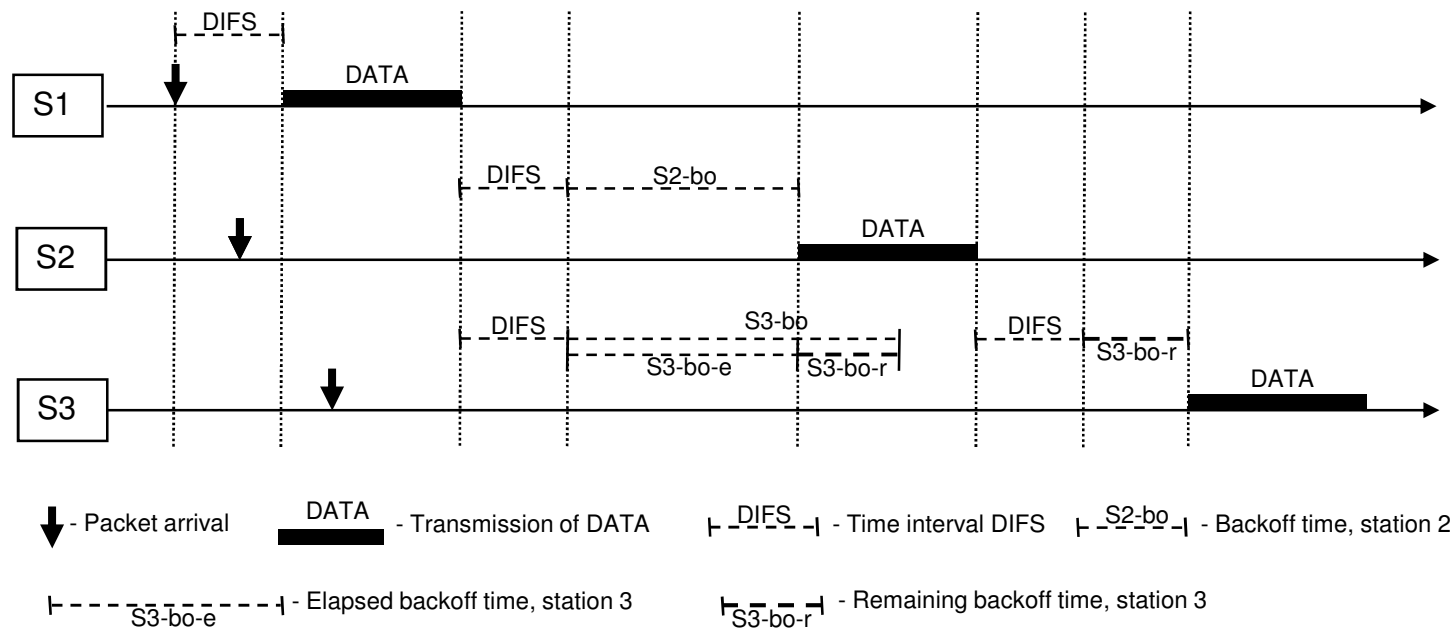 DIFS
DATA
S1
DIFS
S2-bo
DATA
S2
S3-bo
DIFS
DIFS
S3-bo-e
S3-bo-r
S3-bo-r
DATA
S3
- Packet arrival
DATA
- Transmission of DATA
DIFS
- Time interval DIFS
S2-bo
- Backoff time, station 2
S3-bo-e
- Elapsed backoff time, station 3
S3-bo-r
- Remaining backoff time, station 3